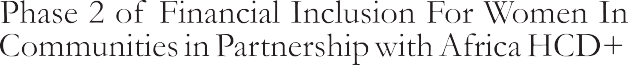 Phase 2 of Financial Inclusion For Women In
Communities in Partnership with Africa HCD+